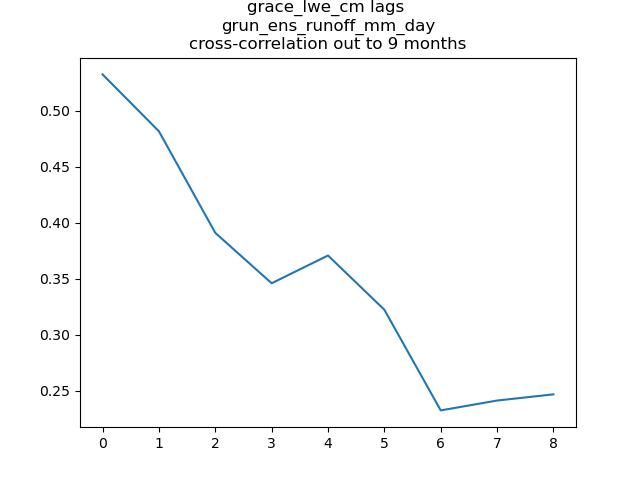 grace_lwe_cm lags
grun_ens_runoff_mm_day
cross-correlation out to 9 months
0.50
0.45
0.40
0.35
0.30
0.25
0 1 2 3 4 5 6 7 8